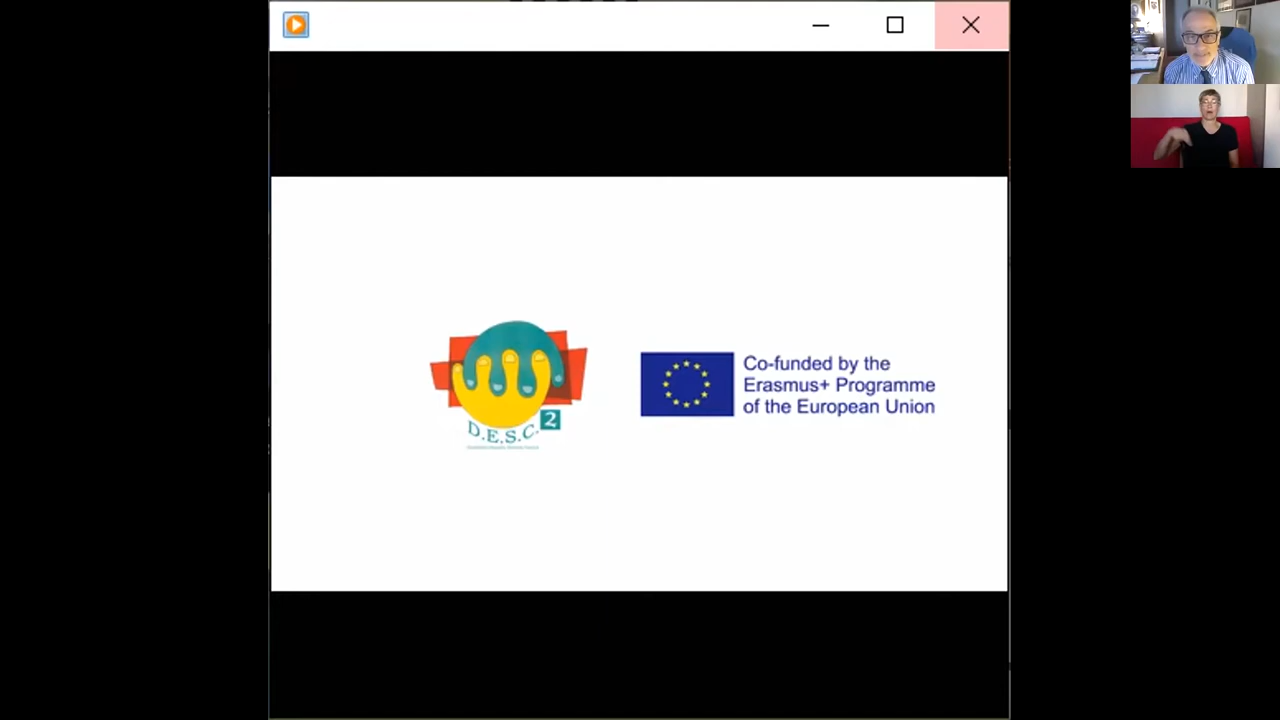 D.E.S.C. 2
Co-funded by the
Erasmus+ Programme
of the European Union